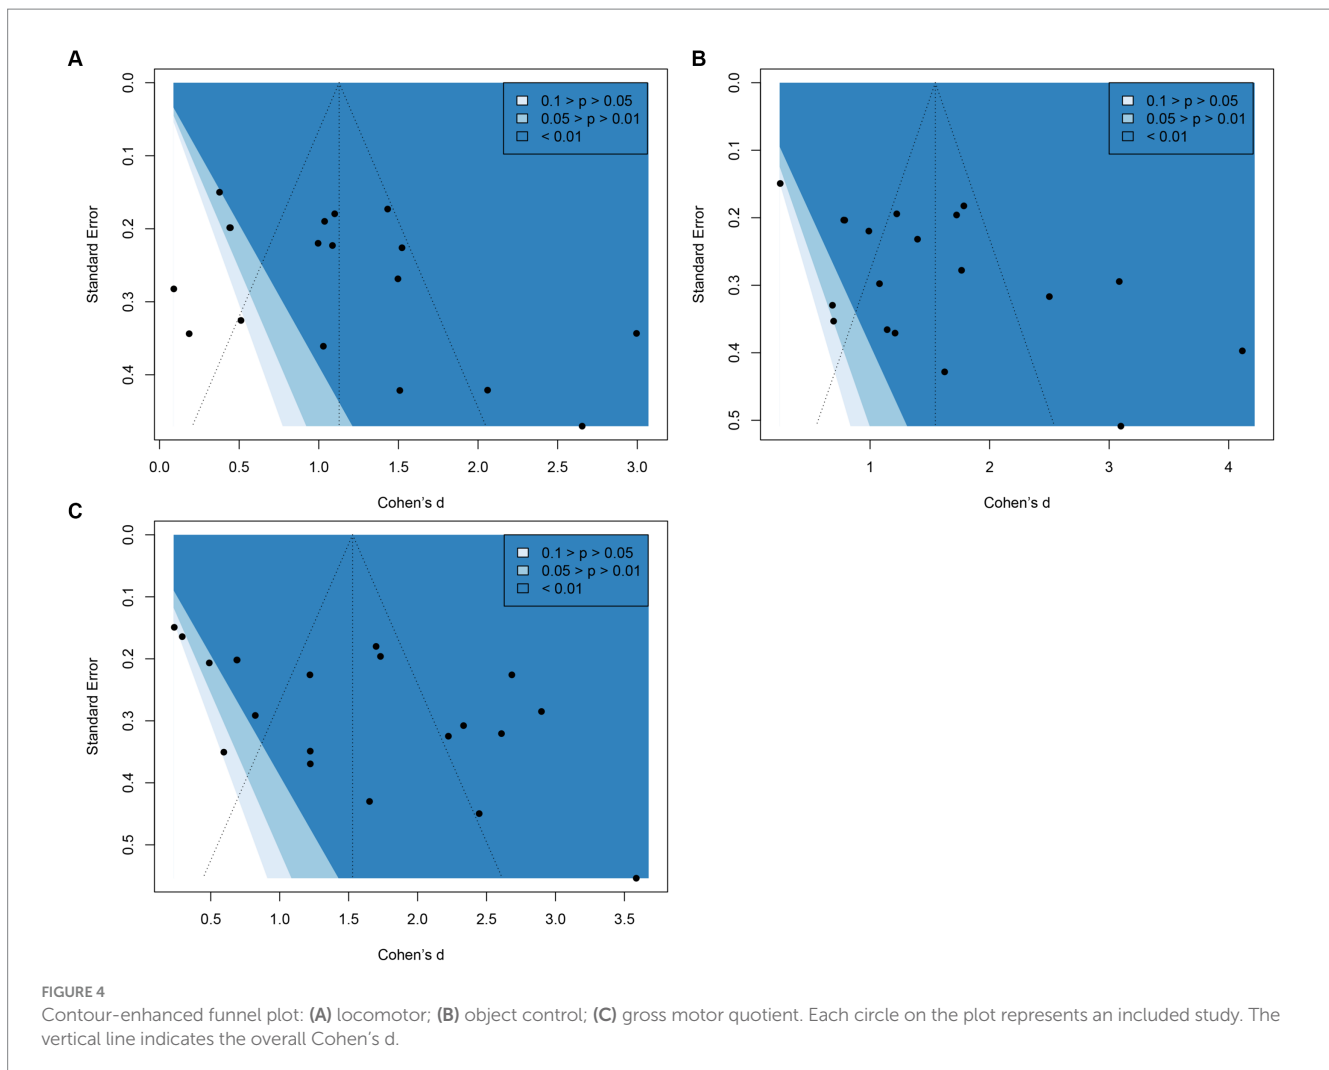 A
0.1 > p > 0.05
0.05 > p > 0.01
< 0.01
0.0
0.1
0.2
0.3
0.4
Standard Error
0.0 0.5 1.0 1.5 2.0 2.5 3.0
Cohen's d
B
0.1 > p > 0.05
0.05 > p > 0.01
< 0.01
0.0
0.1
0.2
0.3
0.4
0.5
Standard Error
1 2 3 4
Cohen's d
C
0.1 > p > 0.05
0.05 > p > 0.01
< 0.01
0.0
0.1
0.2
0.3
0.4
0.5
Standard Error
0.5 1.0 1.5 2.0 2.5 3.0 3.5
Cohen's d
FIGURE 4
Contour-enhanced funnel plot: (A) locomotor; (B) object control; (C) gross motor quotient. Each circle on the plot represents an included study. The
vertical line indicates the overall Cohen's d.